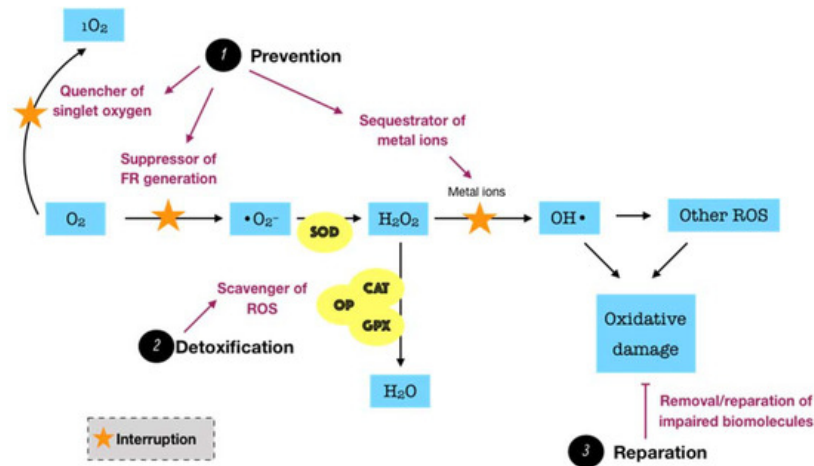 1O2
1 Prevention
Quencher of
singlet oxygen
Sequestrator of
metal ions
Suppressor of
FR generation
Metal ions
O2
•O2-
SOD
H2O2
OH•
Other ROS
Scavenger of
ROS
CAT
OP
GPX
2 Detoxification
Oxidative
damage
H2O
Removal/reparation of
impaired biomolecules
Interruption
3 Reparation